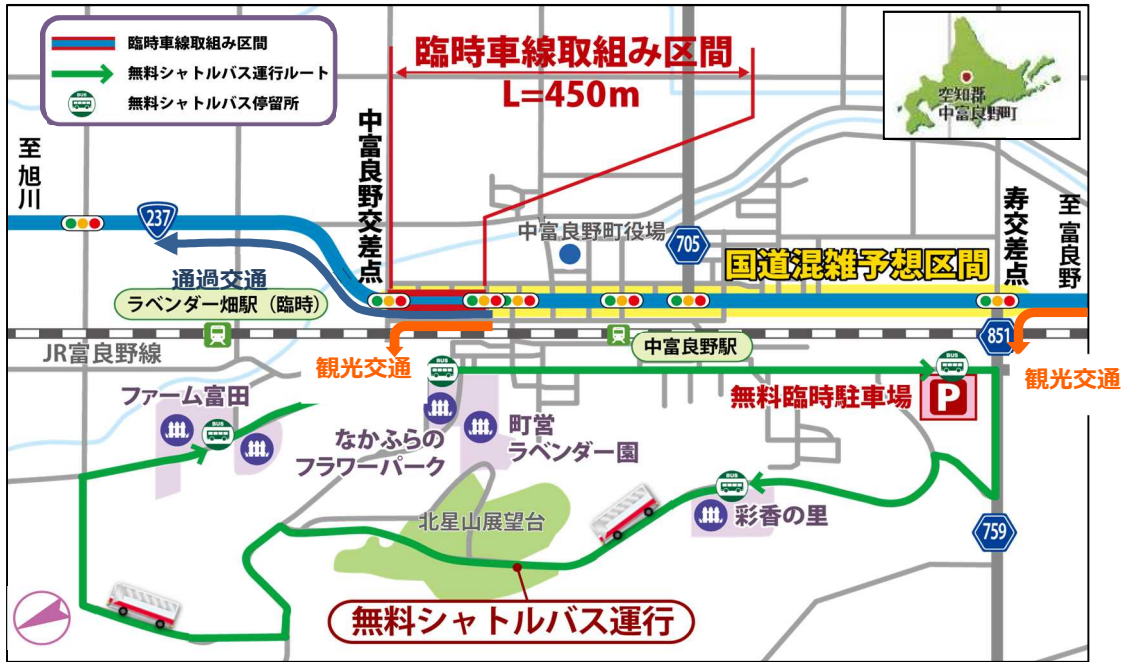 臨時車線取組み区間
無料シャトルバス運行ルート
BUS
無料シャトルバス停留所
臨時車線取組み区間
L=450m
空知郡
中富良野町
至旭川
中富良野交差点
寿交差点
至富良野
237
中富良野町役場
705
国道混雑予想区間
通過交通
ラベンダー畑駅（臨時）
JR富良野線
中富良野駅
851
観光交通
観光交通
BUS
BUS
無料臨時駐車場
P
ファーム富田
BUS
なかふらの
フラワーパーク
町営
ラベンダー園
BUS
彩香の里
北星山展望台
759
無料シャトルバス運行